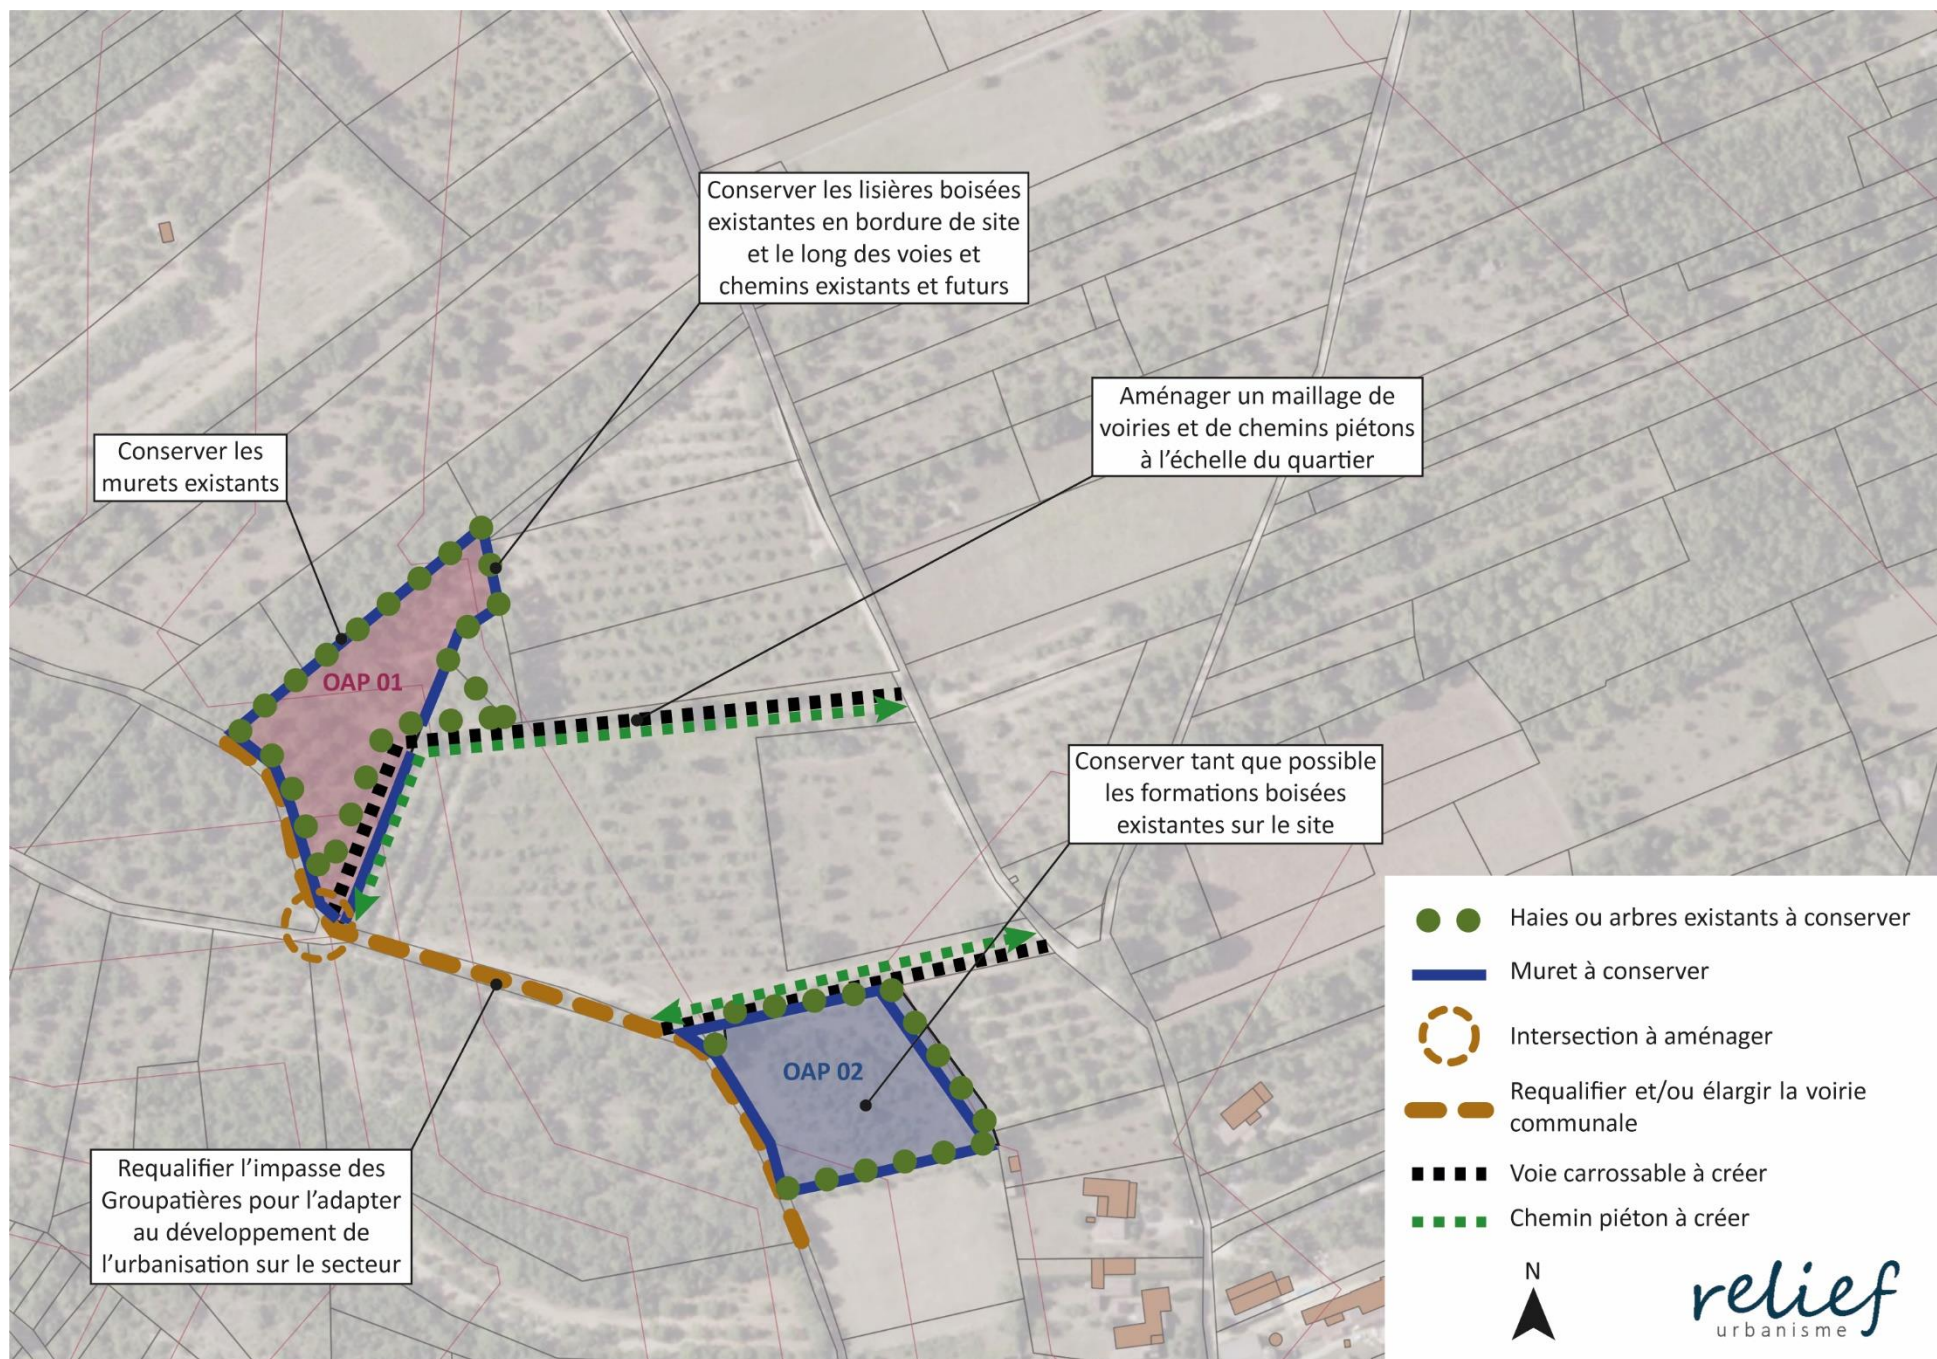 Conserver les lisières boisées
existantes en bordure de site
et le long des voies et
chemins existants et futurs
Aménager un maillage de
voiries et de chemins piétons
à l'échelle du quartier
Conserver les
murets existants
OAP 01
Conserver tant que possible
les formations boisées
existantes sur le site
OAP 02
Requalifier l'impasse des
Groupatières pour l'adapter
au développement de
l'urbanisation sur le secteur
Haies ou arbres existants à conserver
Muret à conserver
Intersection à aménager
Requalifier et/ou élargir la voirie
communale
Voie carrossable à créer
Chemin piéton à créer
N
relief
urbanisme